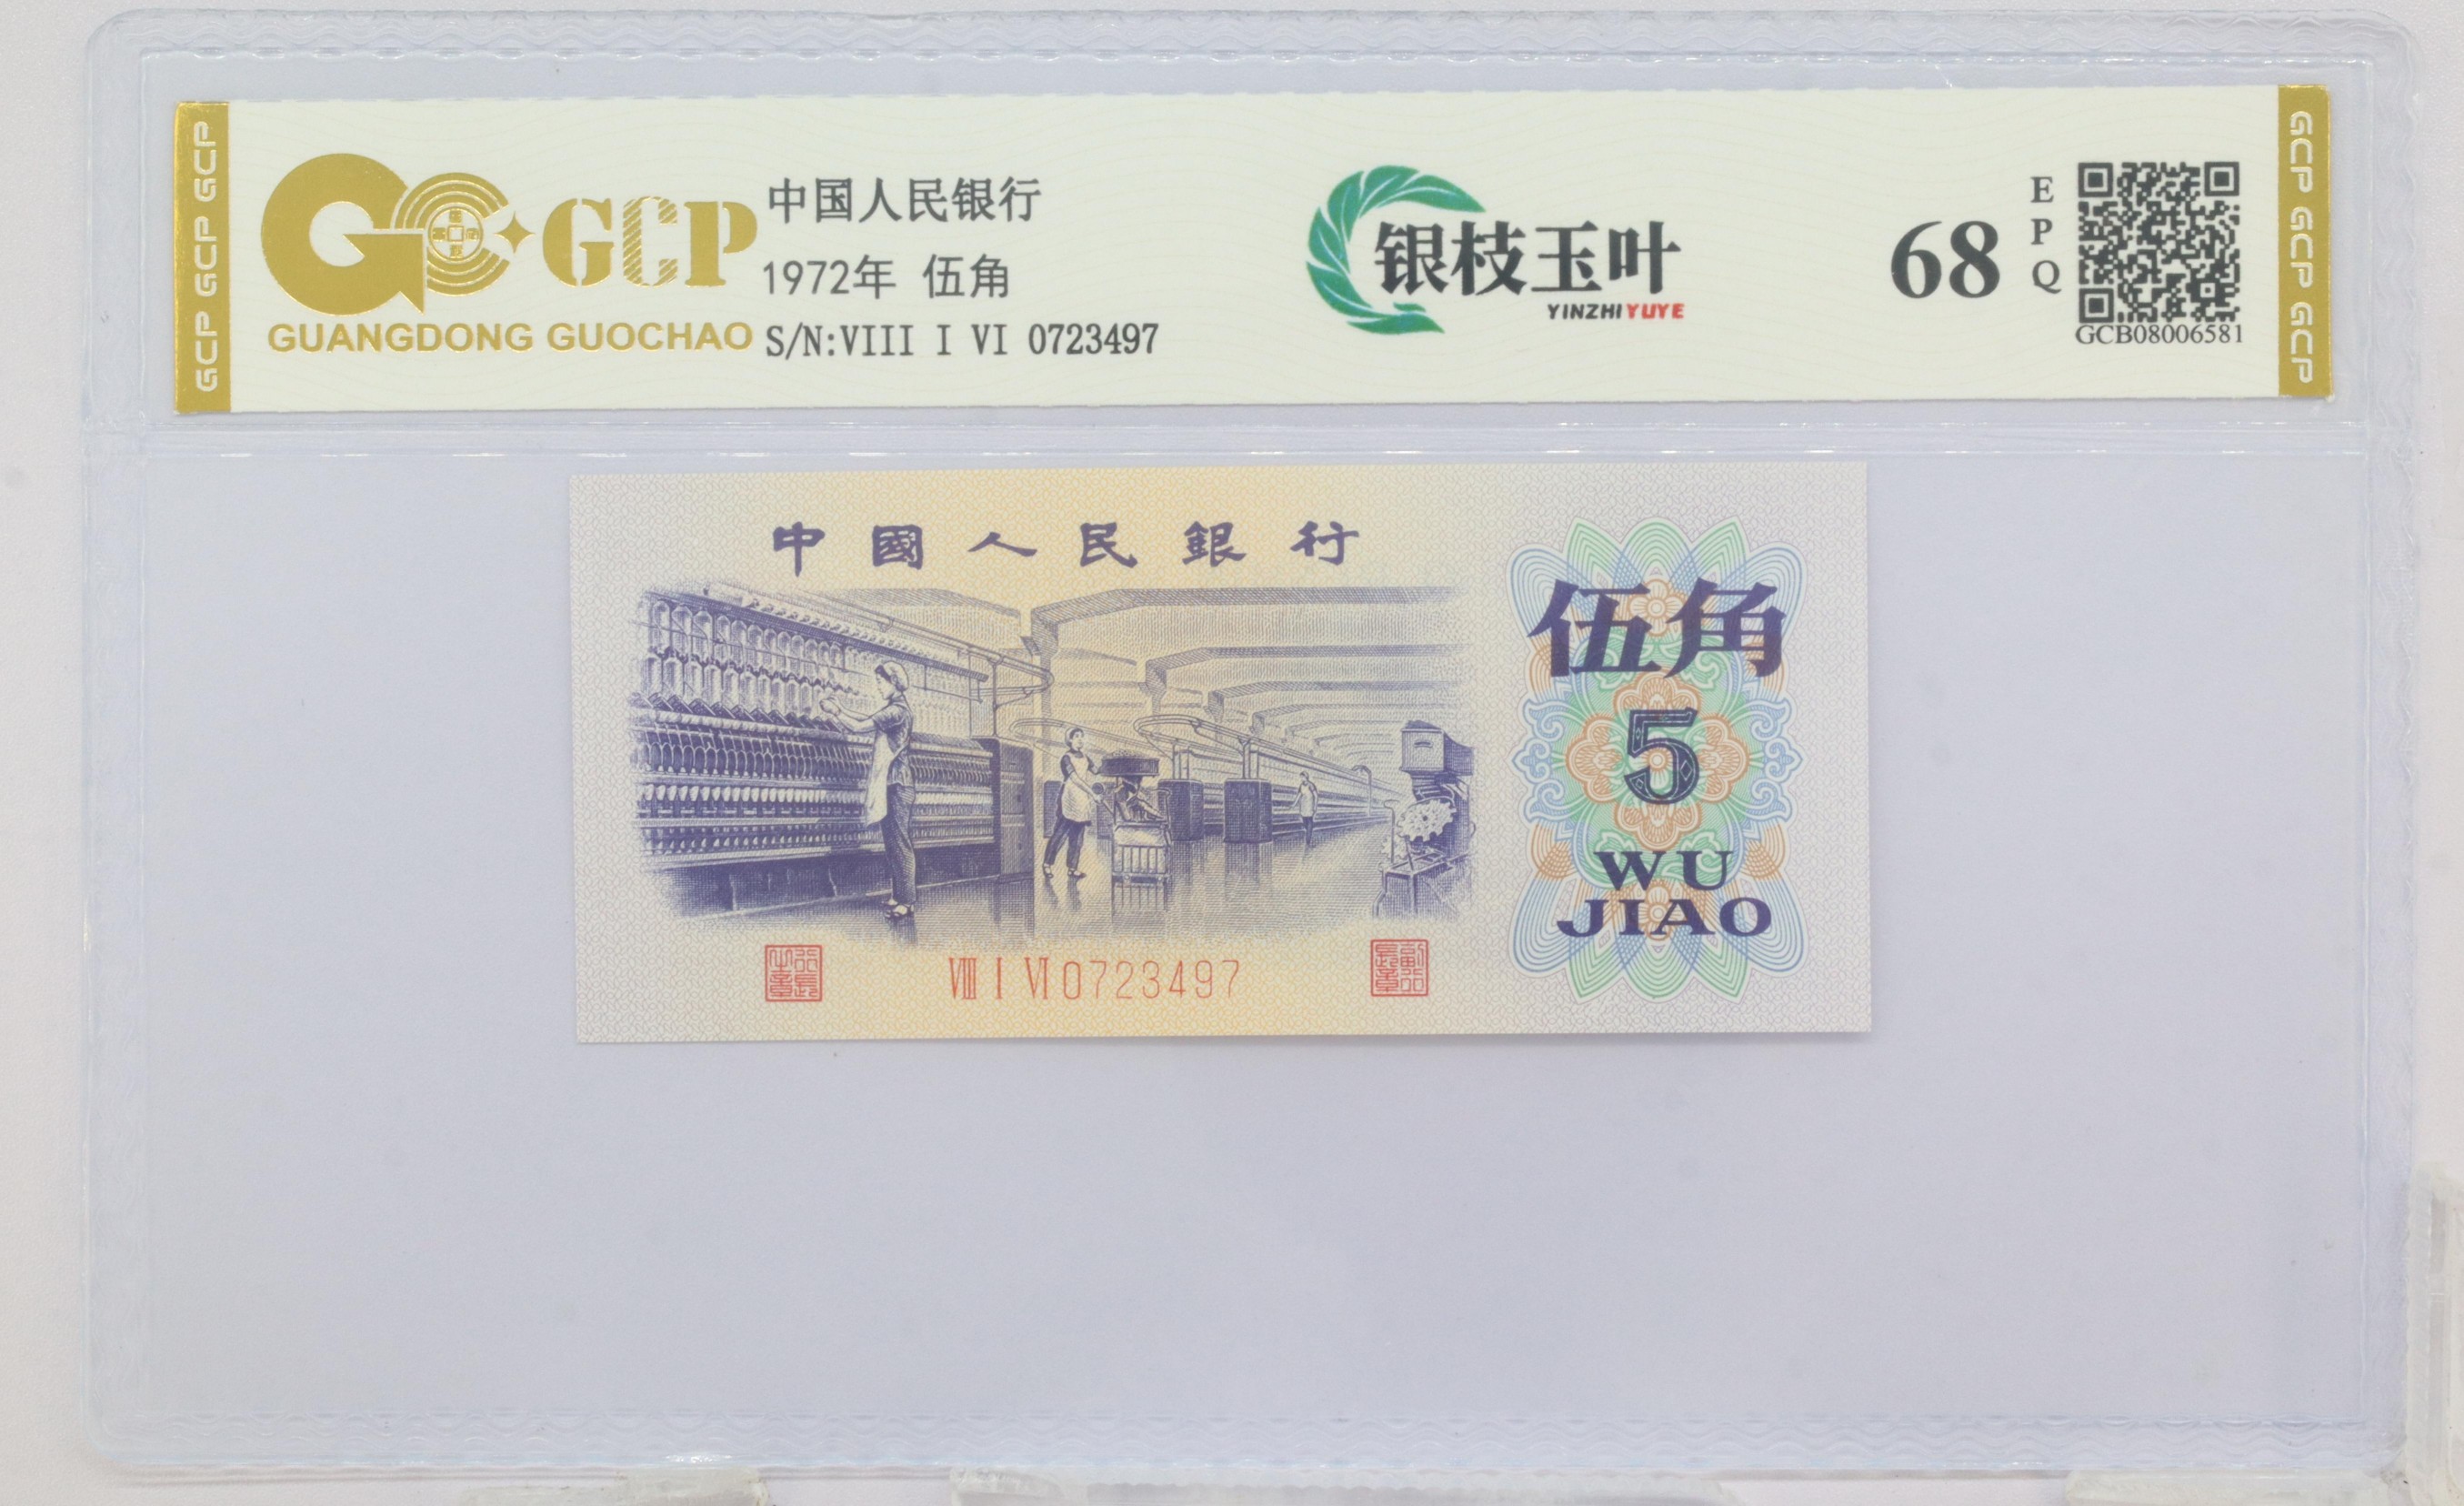 GCP GCP GCP
GCP
GUANGDONG GUOCHAO
中国人民银行
1972年 伍角
S/N:VIII I VI 0723497
银枝玉叶
YINZHIYUYE
68
EPQ
GCB08006581
GCP GCP GCP
中國人民銀行
伍角
5
WU
JIAO
VIII I VI 0723497